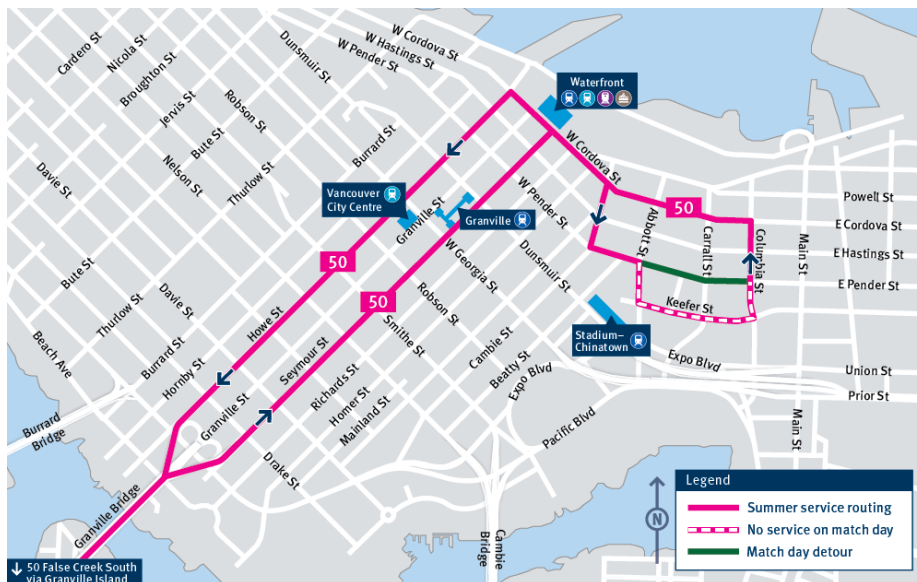 Cardero St
Nicola St
Broughton St
Jervis St
Bute St
Robson St
Dunsmuir St
W Pender St
W Hastings St
W Cordova St
Waterfront
Davie St
Nelson St
Thurlow St
Burrard St
Vancouver
City Centre
Granville St
Granville
W Cordova St
W Pender St
50
Abbott St
Carrall St
Columbia St
Main St
Powell St
E Cordova St
E Hastings St
E Pender St
Keefer St
50
50
W Georgia St
Dunsmuir St
Robson St
Smithe St
Cambie St
Beatty St
Expo Blvd
Stadium–
Chinatown
Expo Blvd
Union St
Prior St
Main St
Pacific Blvd
Bute St
Thurlow St
Davie St
Burrard St
Hornby St
Howe St
Beach Ave
Seymour St
Granville St
Richards St
Homer St
Mainland St
Drake St
Burrard
Bridge
Granville Bridge
Cambie
Bridge
N
50 False Creek South
via Granville Island
Legend
Summer service routing
No service on match day
Match day detour